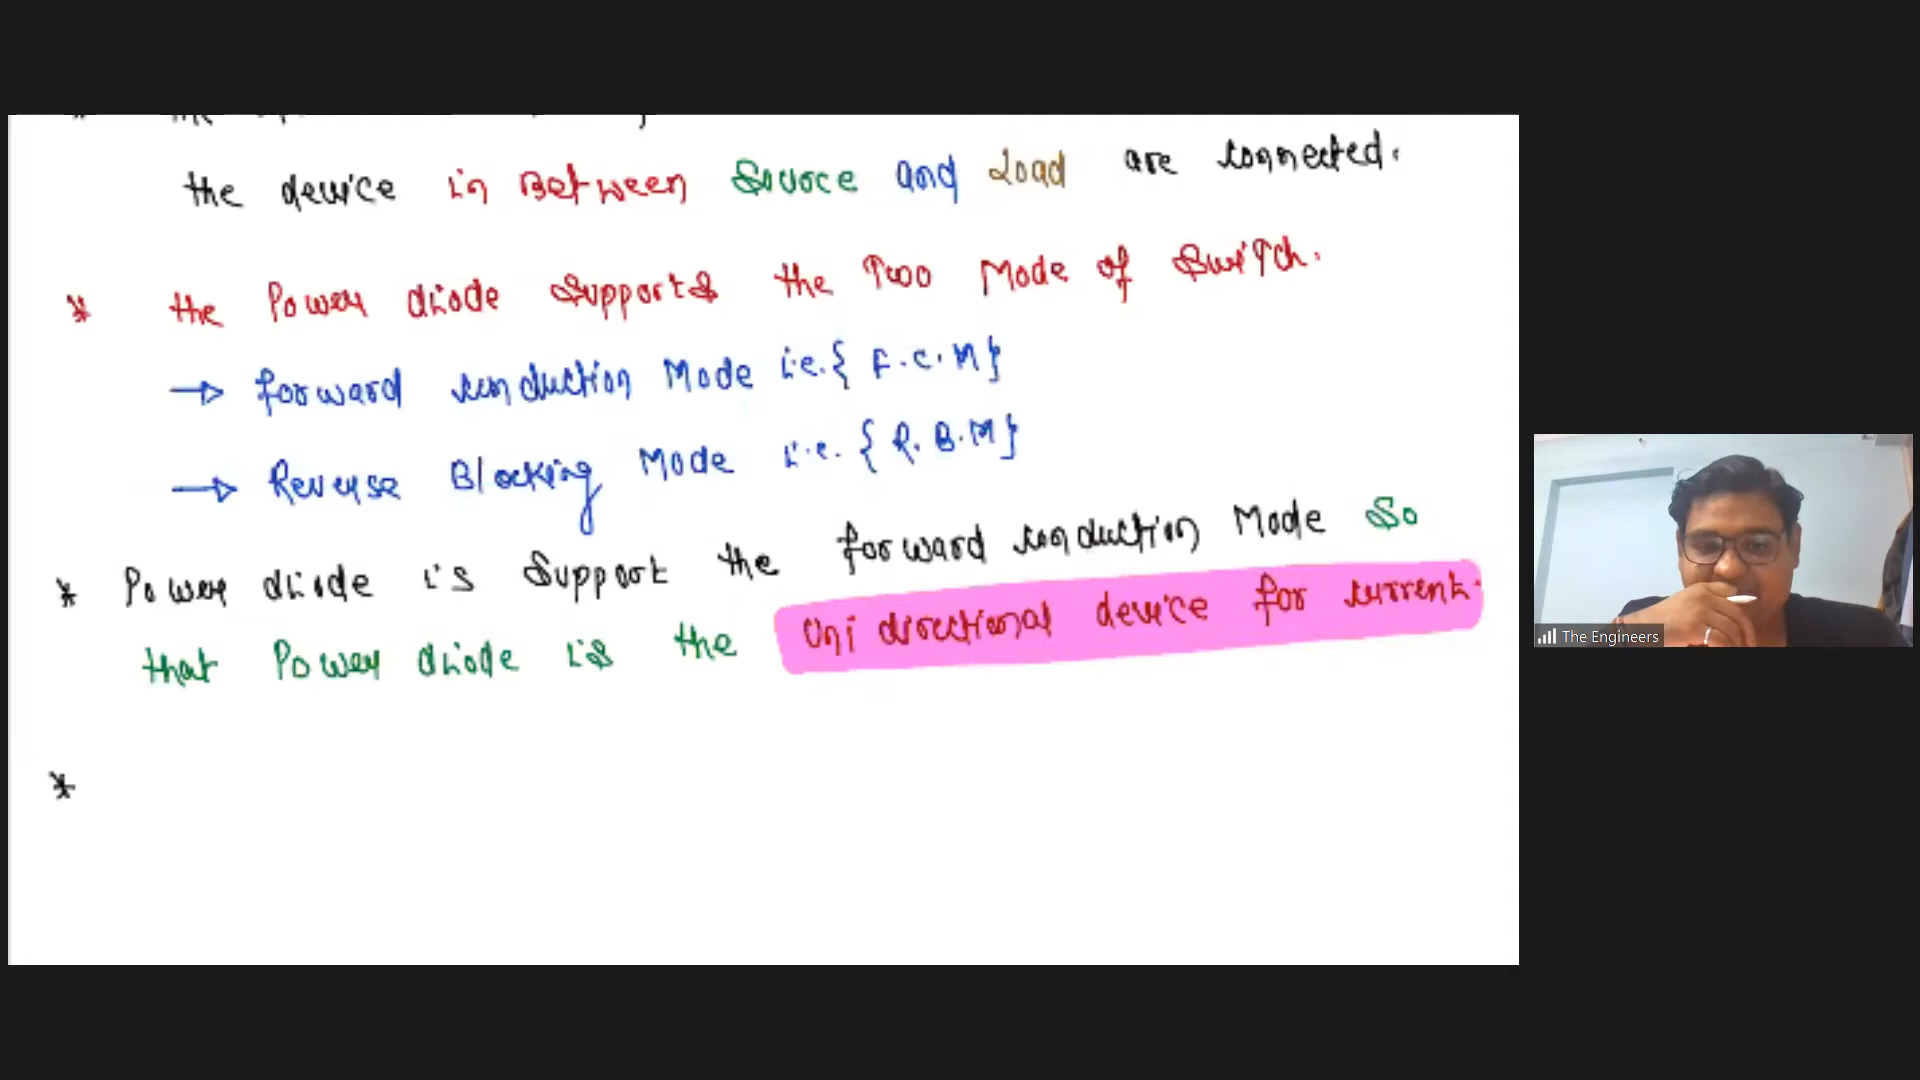 the device in Between Source and Load are connected.
* the Power diode supports the Two Mode of Switch.
→ forward conduction Mode i.e. { F.C.M }
→ Reverse Blocking Mode i.e. { R.B.M }
* Power diode is Support the forward conduction Mode So
that Power diode is the Uni directional device for current.
*
The Engineers